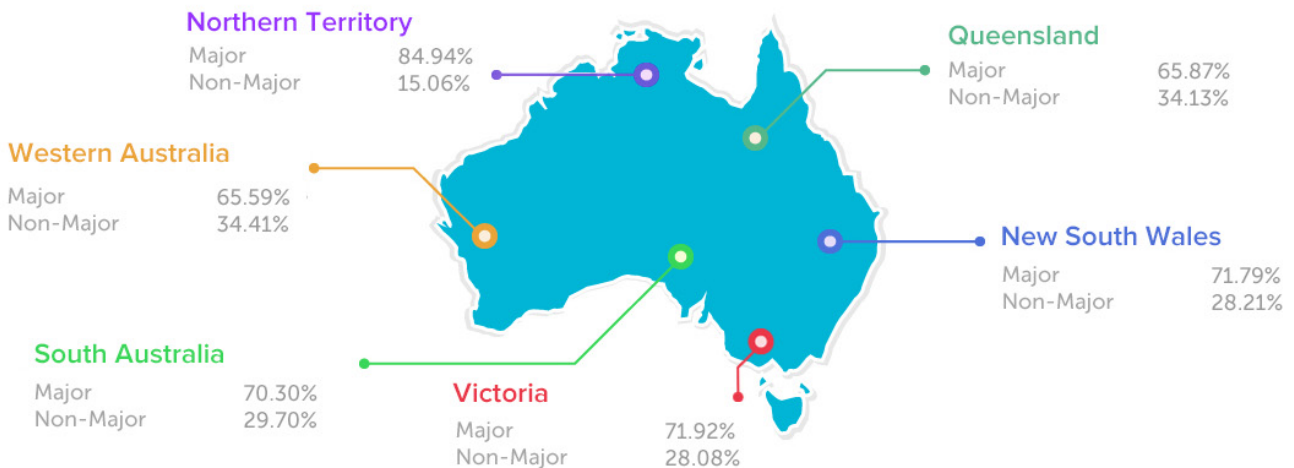 Northern Territory
Major 84.94%
Non-Major 15.06%
Queensland
Major 65.87%
Non-Major 34.13%
Western Australia
Major 65.59%
Non-Major 34.41%
New South Wales
Major 71.79%
Non-Major 28.21%
South Australia
Major 70.30%
Non-Major 29.70%
Victoria
Major 71.92%
Non-Major 28.08%